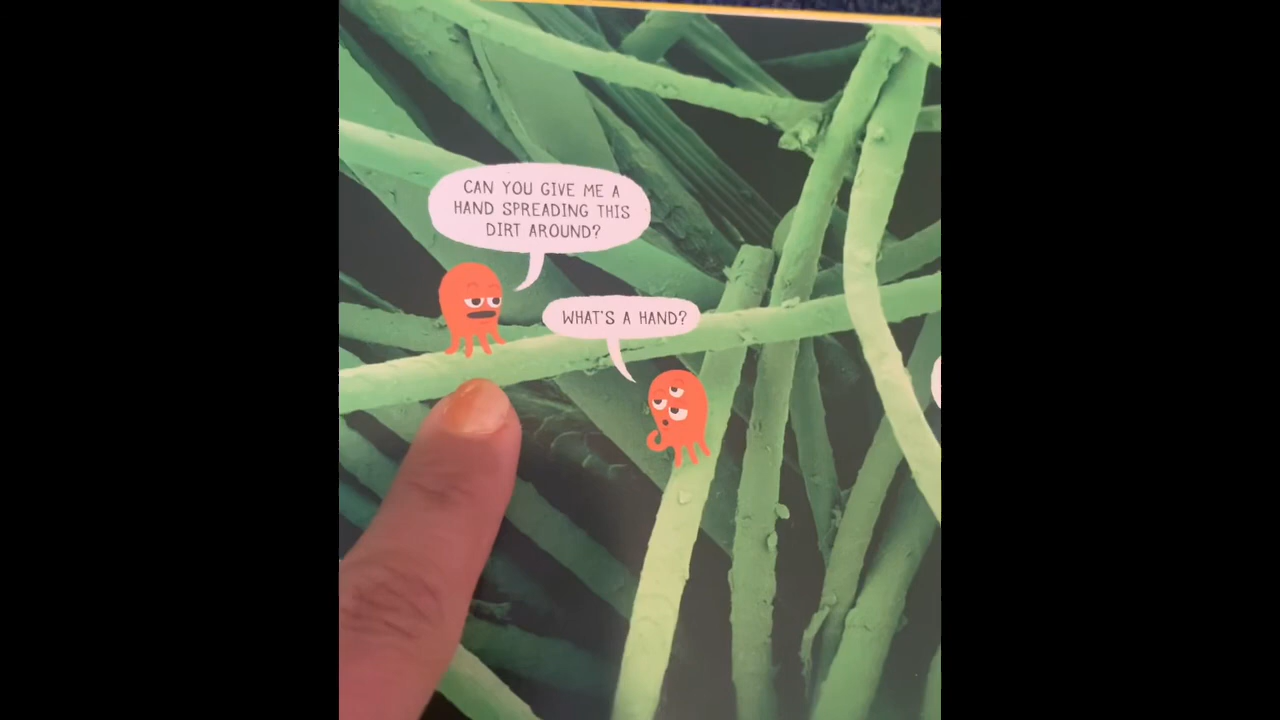 CAN YOU GIVE ME A
HAND SPREADING THIS
DIRT AROUND?
WHAT'S A HAND?